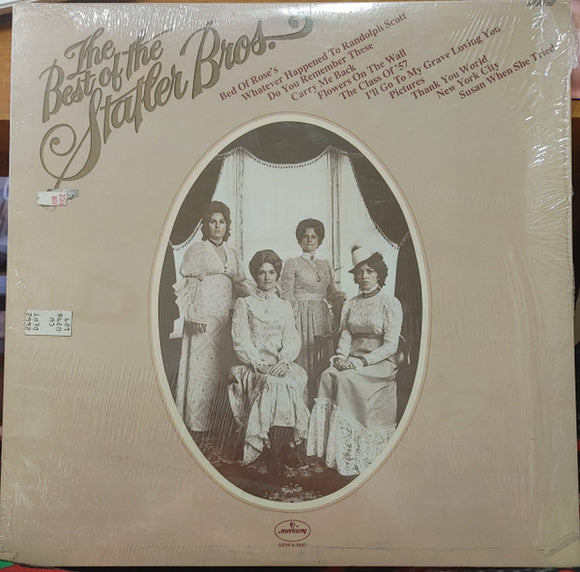 The
Best of the
Statler Bros.
Bed Of Rose's
Whatever Happened To Randolph Scott
Do You Remember These
Carry Me Back
Flowers On The Wall
The Class Of '57
I'll Go To My Grave Loving You
Pictures
Thank You World
New York City
Susan When She Tried
mercury